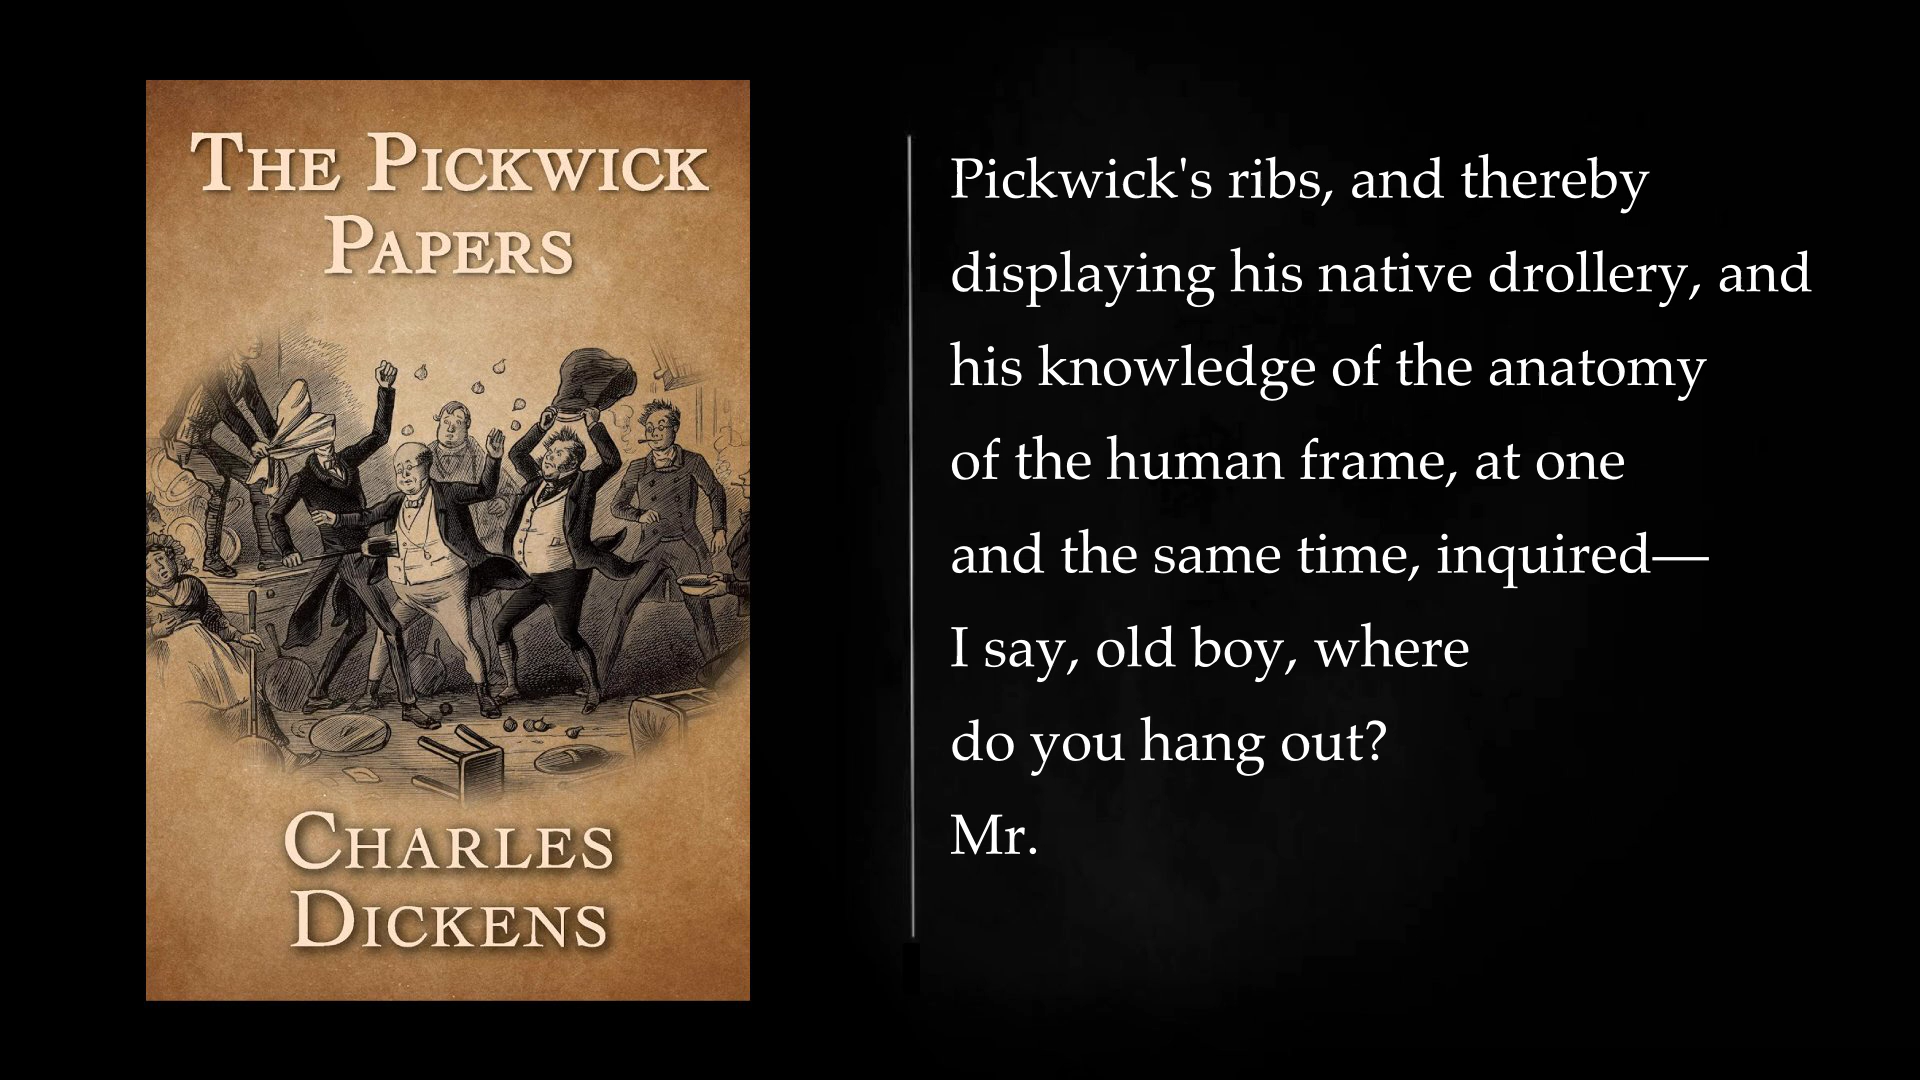 The Pickwick
Papers
Charles
Dickens
Pickwick's ribs, and thereby
displaying his native drollery, and
his knowledge of the anatomy
of the human frame, at one
and the same time, inquired—
I say, old boy, where
do you hang out?
Mr.